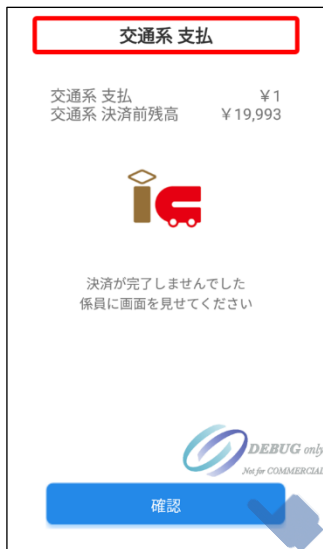 交通系 支払
交通系 支払 ¥1
交通系 決済前残高 ¥19,993
決済が完了しませんでした
係員に画面を見せてください
DEBUG only
Not for COMMERCIAL
確認